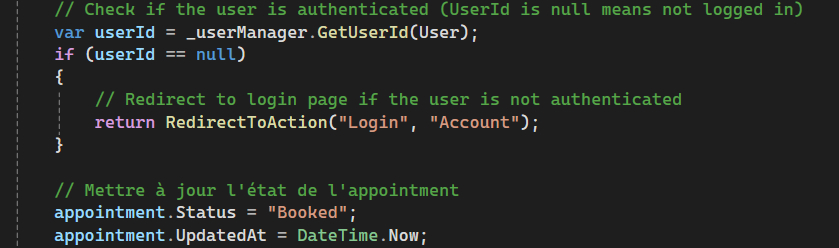 // Check if the user is authenticated (UserId is null means not logged in)
var userId = _userManager.GetUserId(User);
if (userId == null)
{
// Redirect to login page if the user is not authenticated
return RedirectToAction("Login", "Account");
}
// Mettre à jour l'état de l'appointment
appointment.Status = "Booked";
appointment.UpdatedAt = DateTime.Now;